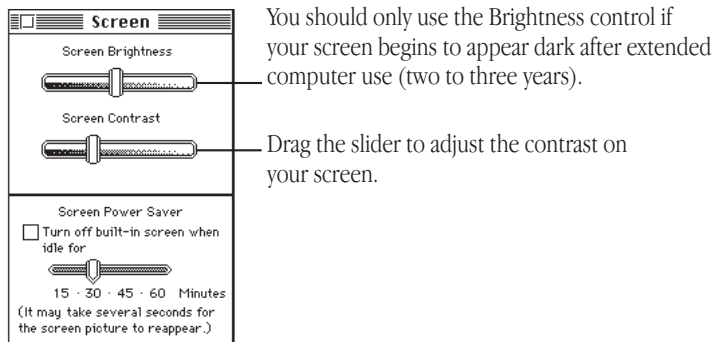 Screen
Screen Brightness
Screen Contrast
Screen Power Saver
Turn off built-in screen when
idle for
15 · 30 · 45 · 60 Minutes
(It may take several seconds for
the screen picture to reappear.)
You should only use the Brightness control if
your screen begins to appear dark after extended
computer use (two to three years).
Drag the slider to adjust the contrast on
your screen.